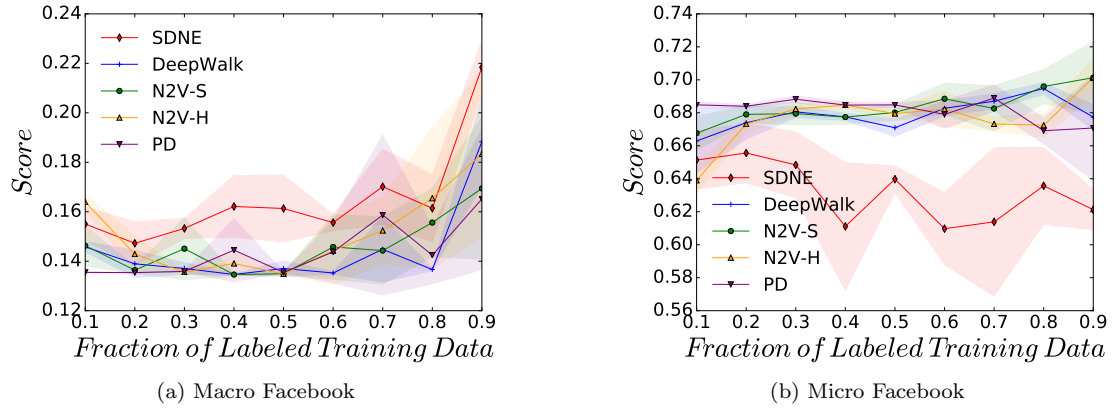 0.24
0.22
0.20
0.18
0.16
0.14
0.12
Score
SDNE
DeepWalk
N2V-S
N2V-H
PD
0.1 0.2 0.3 0.4 0.5 0.6 0.7 0.8 0.9
Fraction of Labeled Training Data
(a) Macro Facebook
0.74
0.72
0.70
0.68
0.66
0.64
0.62
0.60
0.58
0.56
Score
SDNE
DeepWalk
N2V-S
N2V-H
PD
0.1 0.2 0.3 0.4 0.5 0.6 0.7 0.8 0.9
Fraction of Labeled Training Data
(b) Micro Facebook